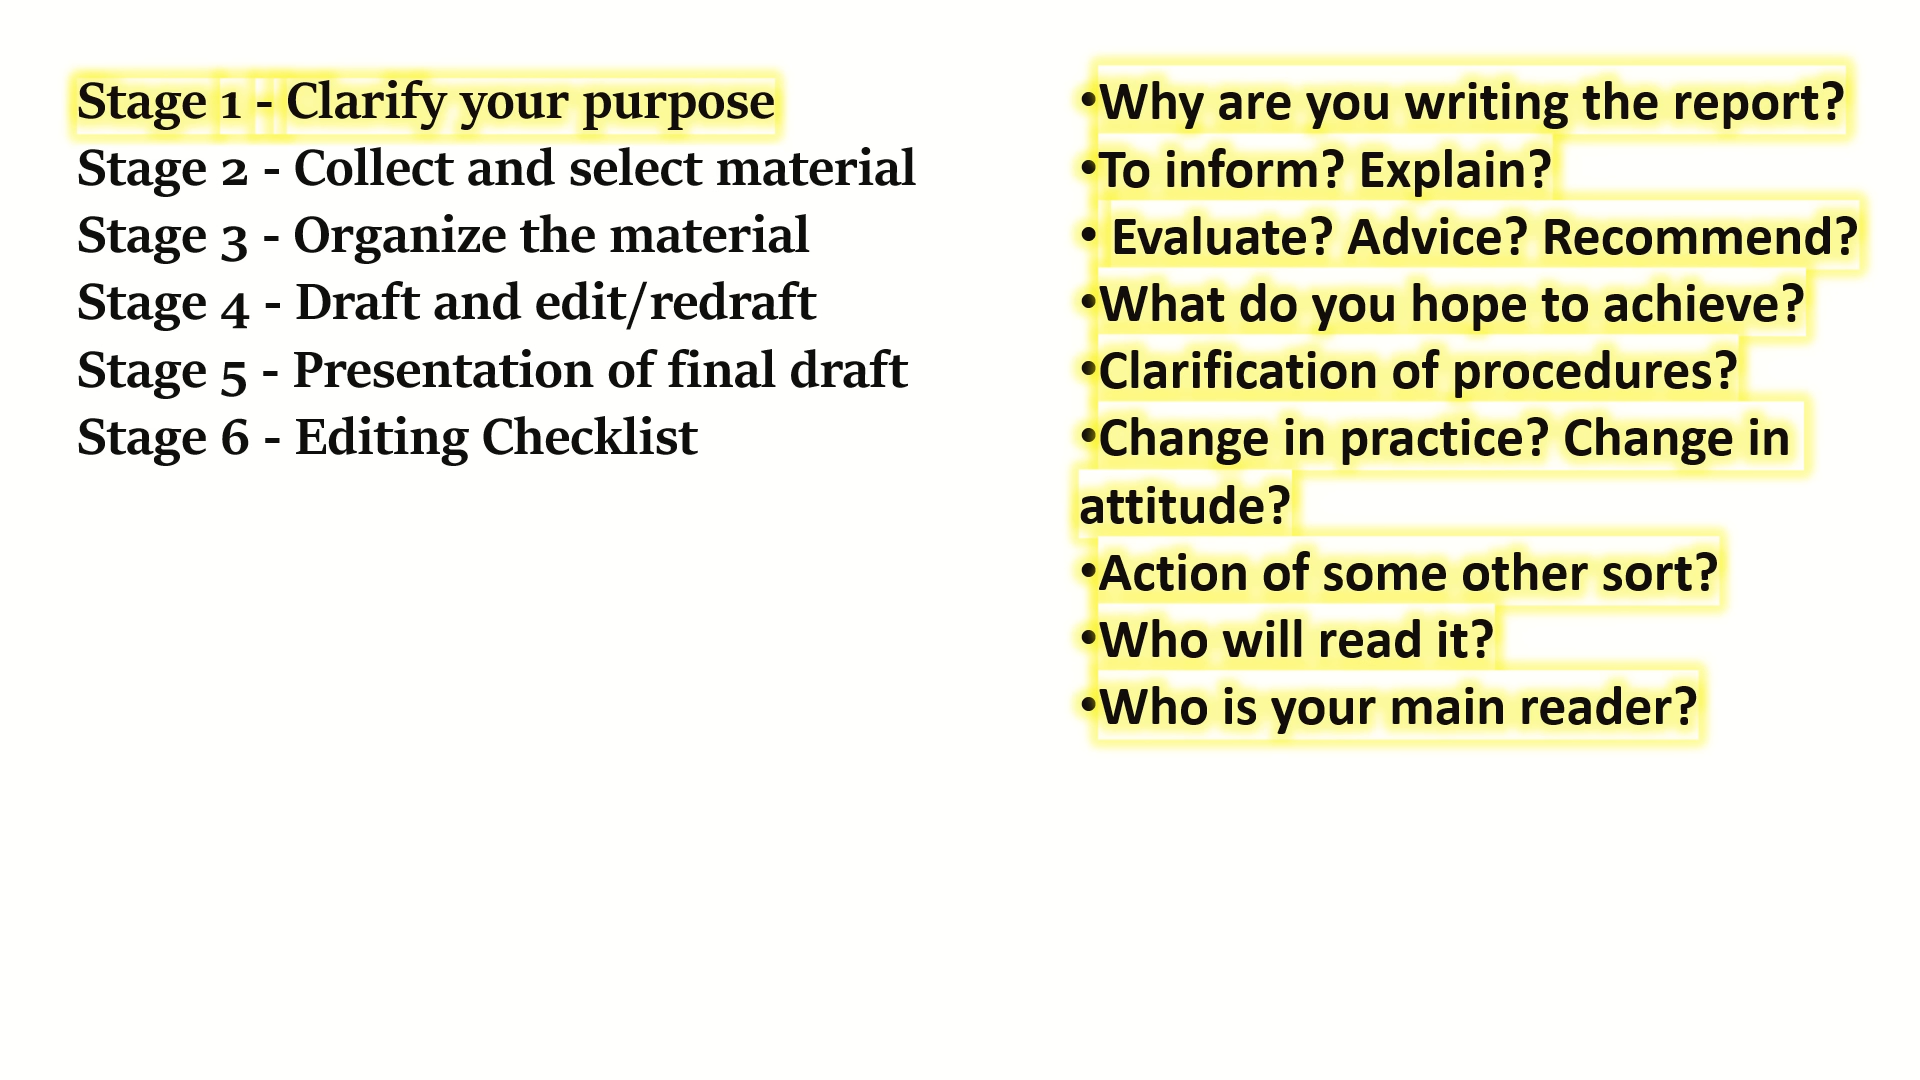 Stage 1 - Clarify your purpose
Stage 2 - Collect and select material
Stage 3 - Organize the material
Stage 4 - Draft and edit/redraft
Stage 5 - Presentation of final draft
Stage 6 - Editing Checklist
•Why are you writing the report?
•To inform? Explain?
• Evaluate? Advice? Recommend?
•What do you hope to achieve?
•Clarification of procedures?
•Change in practice? Change in
attitude?
•Action of some other sort?
•Who will read it?
•Who is your main reader?